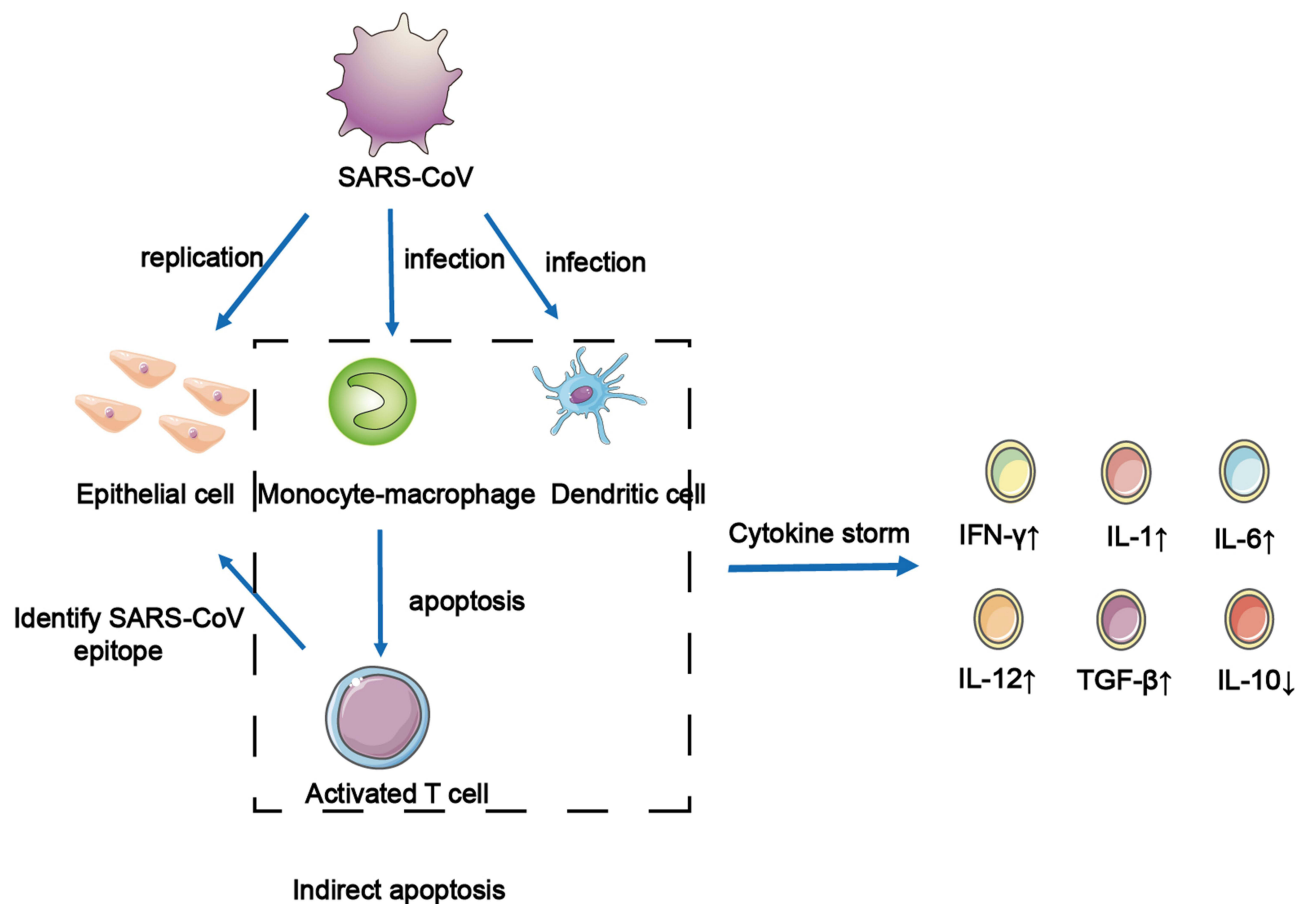 SARS-CoV
replication
infection
infection
Epithelial cell
Monocyte-macrophage
Dendritic cell
Cytokine storm
IFN-γ↑
IL-1↑
IL-6↑
IL-12↑
TGF-β↑
IL-10↓
apoptosis
Identify SARS-CoV
epitope
Activated T cell
Indirect apoptosis